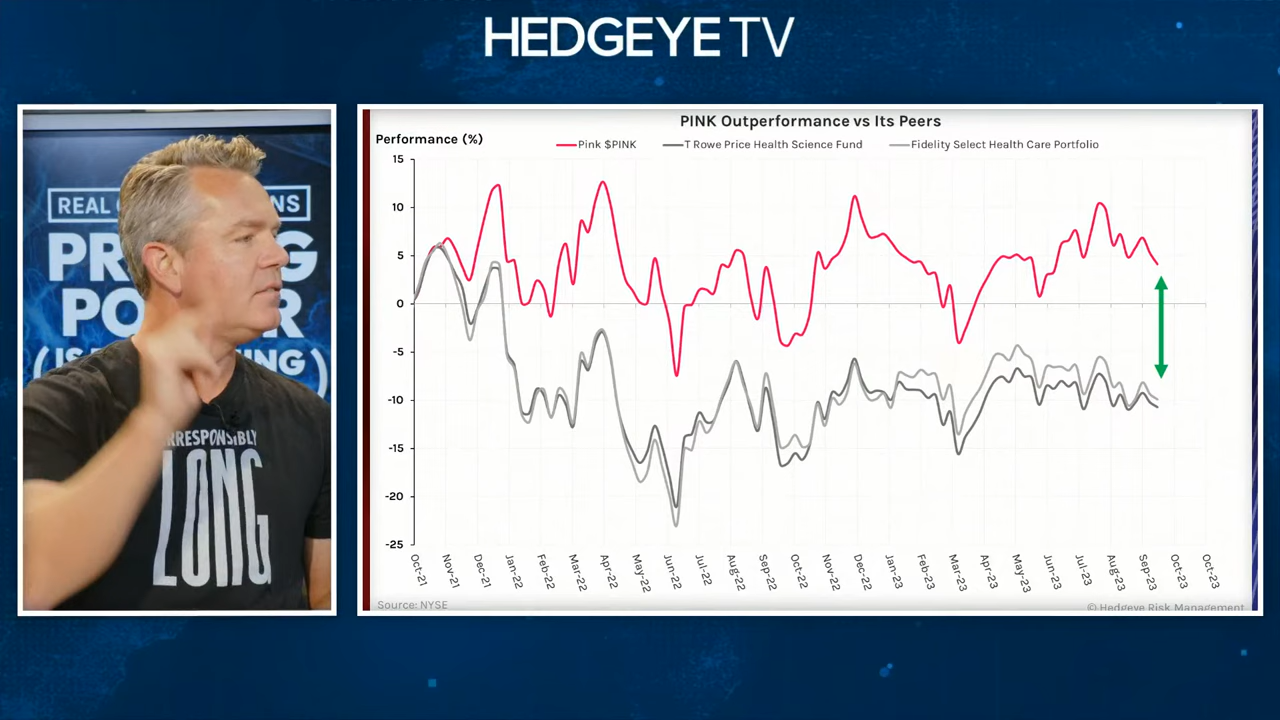 HEDGEYE TV
REAL
NS
PR
G
PO
R
(IS
ING)
IRRESPONSIBLY
LONG
PINK Outperformance vs Its Peers
Performance (%)
Pink $PINK
T Rowe Price Health Science Fund
Fidelity Select Health Care Portfolio
15
10
5
0
-5
-10
-15
-20
-25
Oct-21
Nov-21
Dec-21
Jan-22
Feb-22
Mar-22
Apr-22
May-22
Jun-22
Jul-22
Aug-22
Sep-22
Oct-22
Nov-22
Dec-22
Jan-23
Feb-23
Mar-23
Apr-23
May-23
Jun-23
Jul-23
Aug-23
Sep-23
Oct-23
Oct-23
Source: NYSE
© Hedgeye Risk Management